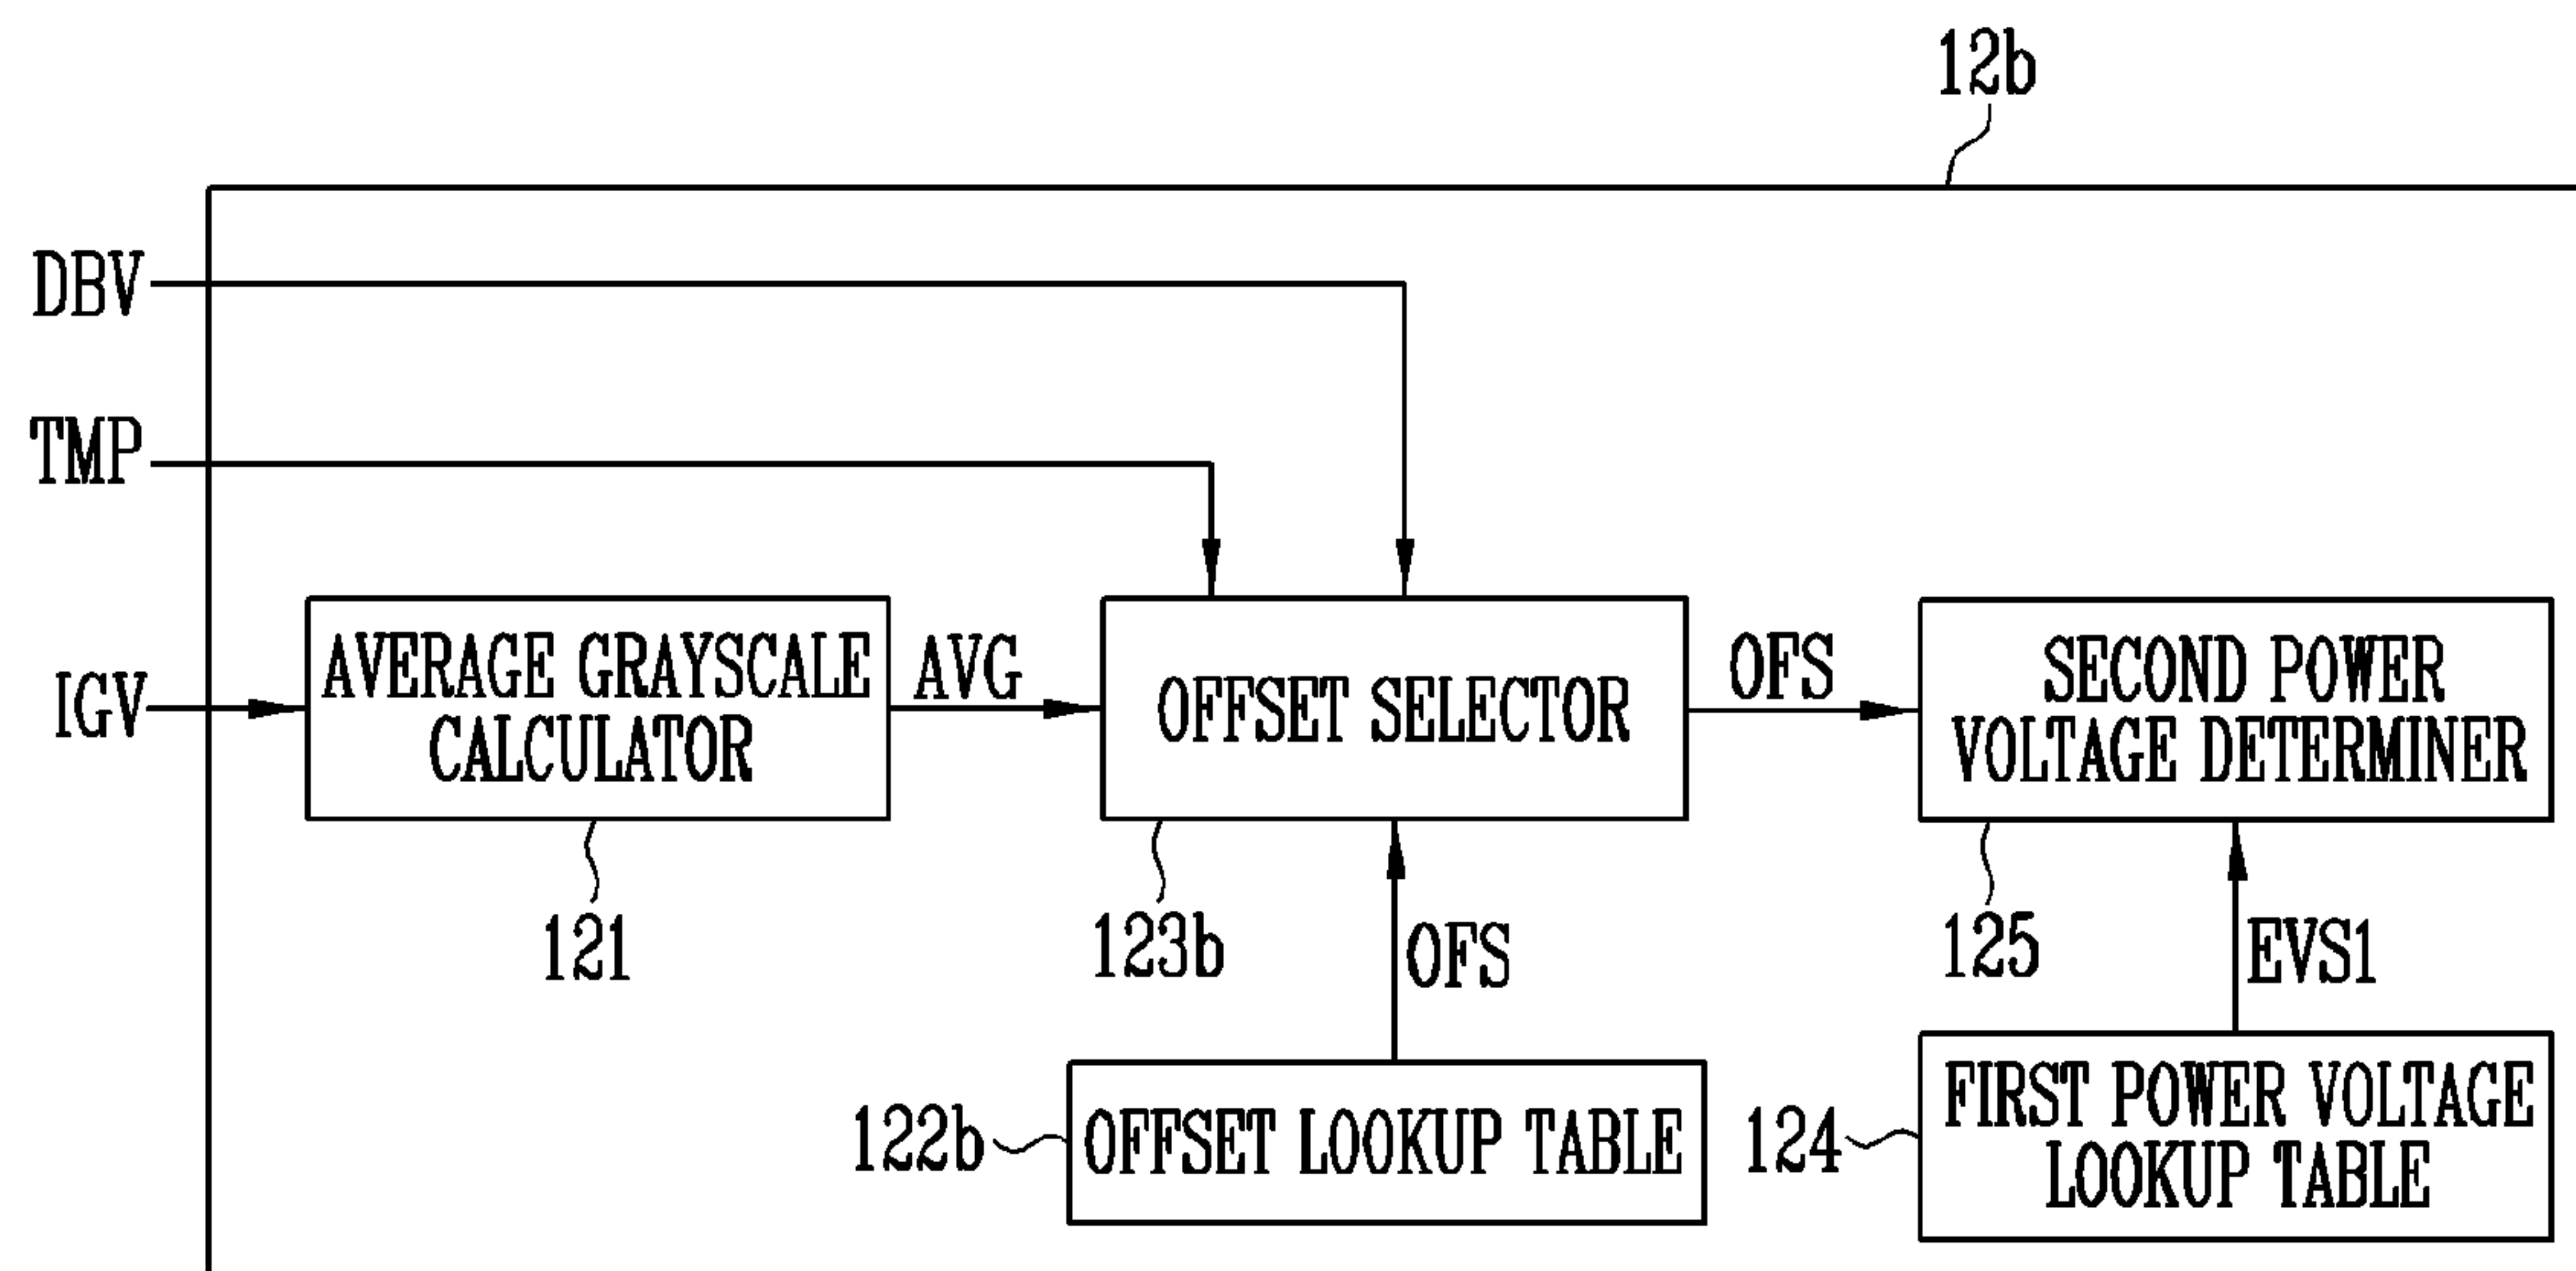 12b
DBV
TMP
IGV
AVERAGE GRAYSCALE
CALCULATOR
AVG
OFFSET SELECTOR
OFS
SECOND POWER
VOLTAGE DETERMINER
121
123b
OFS
125
EVS1
122b
OFFSET LOOKUP TABLE
124
FIRST POWER VOLTAGE
LOOKUP TABLE